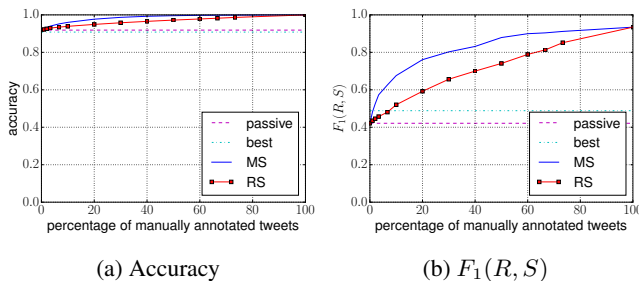 1.0
0.8
0.6
0.4
0.2
0.0
accuracy
passive
best
MS
RS
0 20 40 60 80 100
percentage of manually annotated tweets
(a) Accuracy
1.0
0.8
0.6
0.4
0.2
0.0
F₁(R, S)
passive
best
MS
RS
0 20 40 60 80 100
percentage of manually annotated tweets
(b) F₁(R, S)